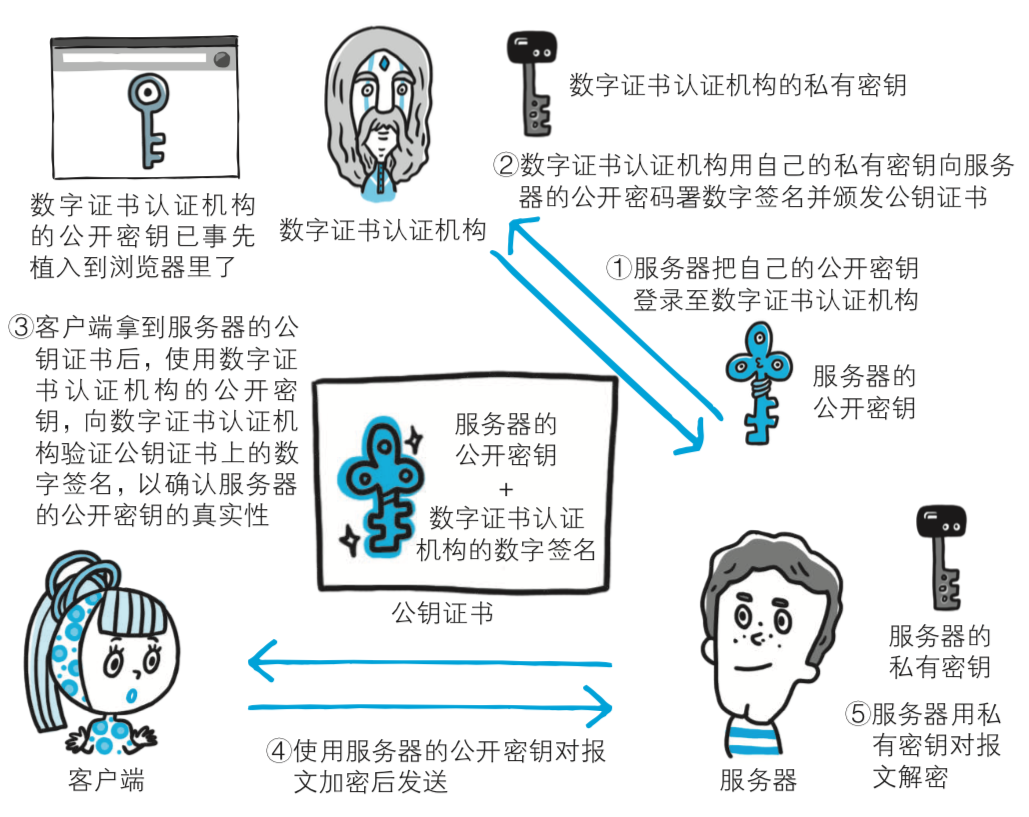 数字证书认证机构
的公开密钥已事先
植入到浏览器里了
数字证书认证机构
数字证书认证机构的私有密钥
②数字证书认证机构用自己的私有密钥向服务
器的公开密码署数字签名并颁发公钥证书
①服务器把自己的公开密钥
登录至数字证书认证机构
服务器的
公开密钥
③客户端拿到服务器的公
钥证书后，使用数字证
书认证机构的公开密
钥，向数字证书认证机
构验证公钥证书上的数
字签名，以确认服务器
的公开密钥的真实性
服务器的
公开密钥
+
数字证书认证
机构的数字签名
公钥证书
客户端
④使用服务器的公开密钥对报
文加密后发送
服务器
服务器的
私有密钥
⑤服务器用私
有密钥对报
文解密